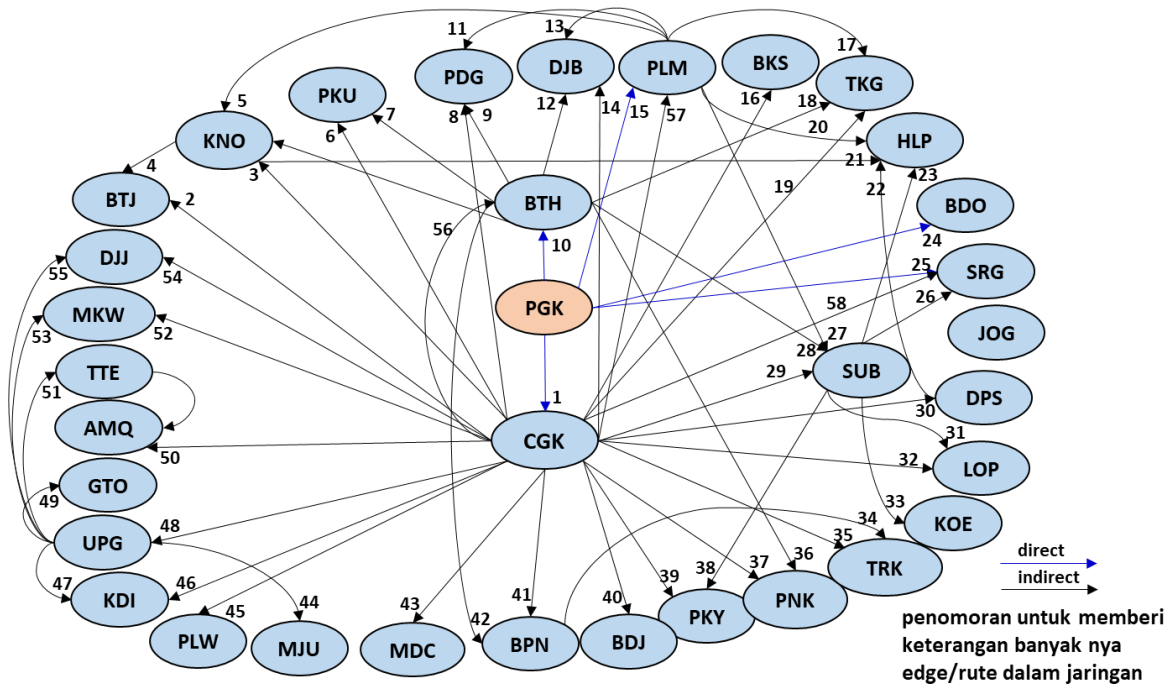 11
13
17
PDG
DJB
PLM
BKS
TKG
PKU
5
7
6
8
9
12
14
15
57
16
18
20
KNO
HLP
4
3
21
22
23
BTJ
2
19
BTH
BDO
56
10
24
DJJ
55
54
25
SRG
26
58
PGK
MKW
53
52
JOG
27
28
29
SUB
TTE
51
1
DPS
30
AMQ
50
CGK
31
32
LOP
GTO
49
33
KOE
UPG
48
34
35
TRK
direct
indirect
47
46
KDI
36
37
38
39
PNK
45
44
43
42
41
40
PKY
PLW
MJU
MDC
BPN
BDJ
penomoran untuk memberi
keterangan banyak nya
edge/rute dalam jaringan